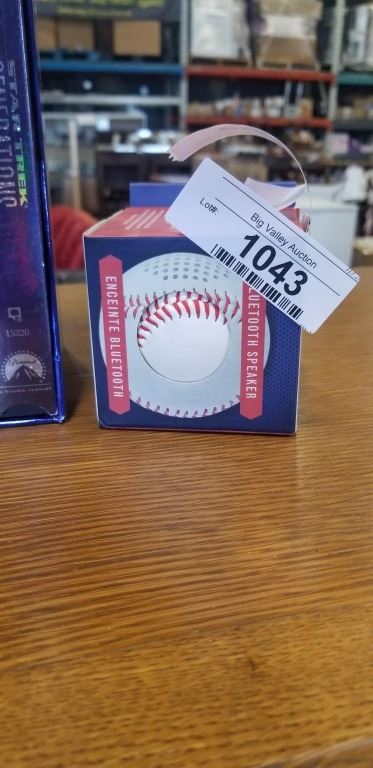 STAR TREK
GENERATIONS
15320
Lot#:
Big Valley Auction
1043
ENCEINTE BLUETOOTH
BLUETOOTH SPEAKER